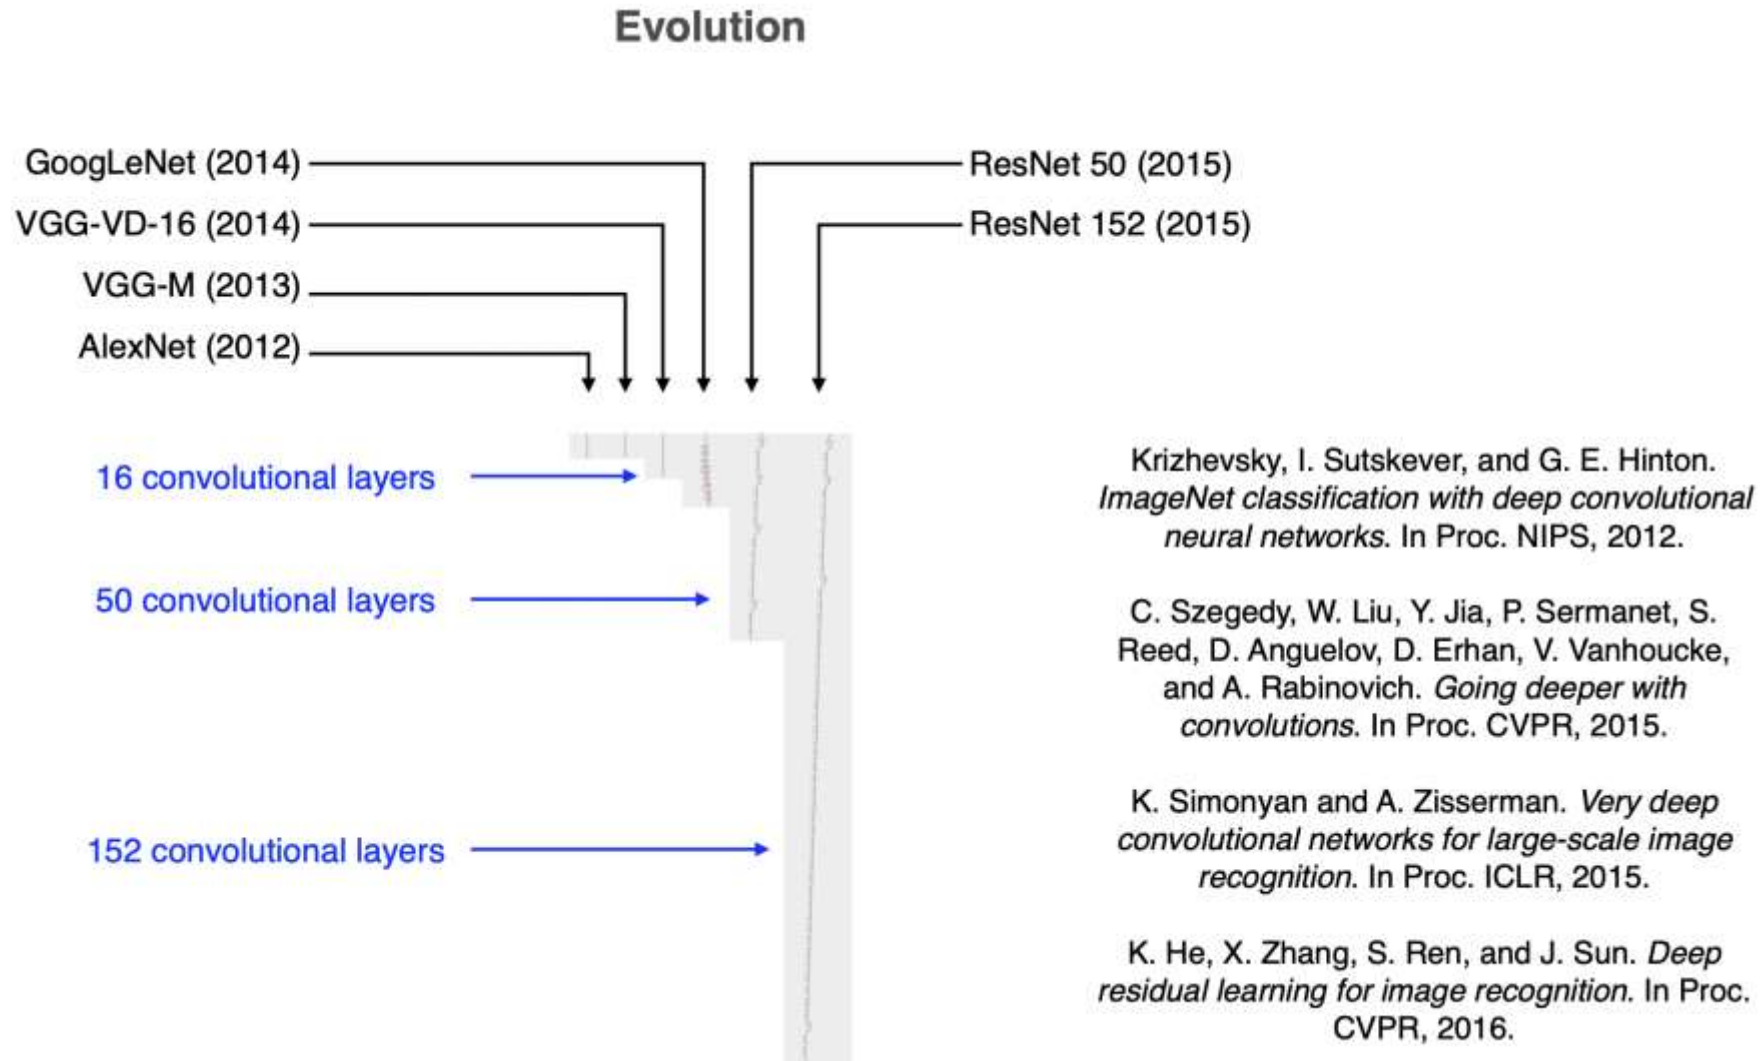 Evolution
GoogLeNet (2014)
VGG-VD-16 (2014)
VGG-M (2013)
AlexNet (2012)
ResNet 50 (2015)
ResNet 152 (2015)
16 convolutional layers
50 convolutional layers
152 convolutional layers
Krizhevsky, I. Sutskever, and G. E. Hinton.
ImageNet classification with deep convolutional
neural networks. In Proc. NIPS, 2012.
C. Szegedy, W. Liu, Y. Jia, P. Sermanet, S.
Reed, D. Anguelov, D. Erhan, V. Vanhoucke,
and A. Rabinovich. Going deeper with
convolutions. In Proc. CVPR, 2015.
K. Simonyan and A. Zisserman. Very deep
convolutional networks for large-scale image
recognition. In Proc. ICLR, 2015.
K. He, X. Zhang, S. Ren, and J. Sun. Deep
residual learning for image recognition. In Proc.
CVPR, 2016.